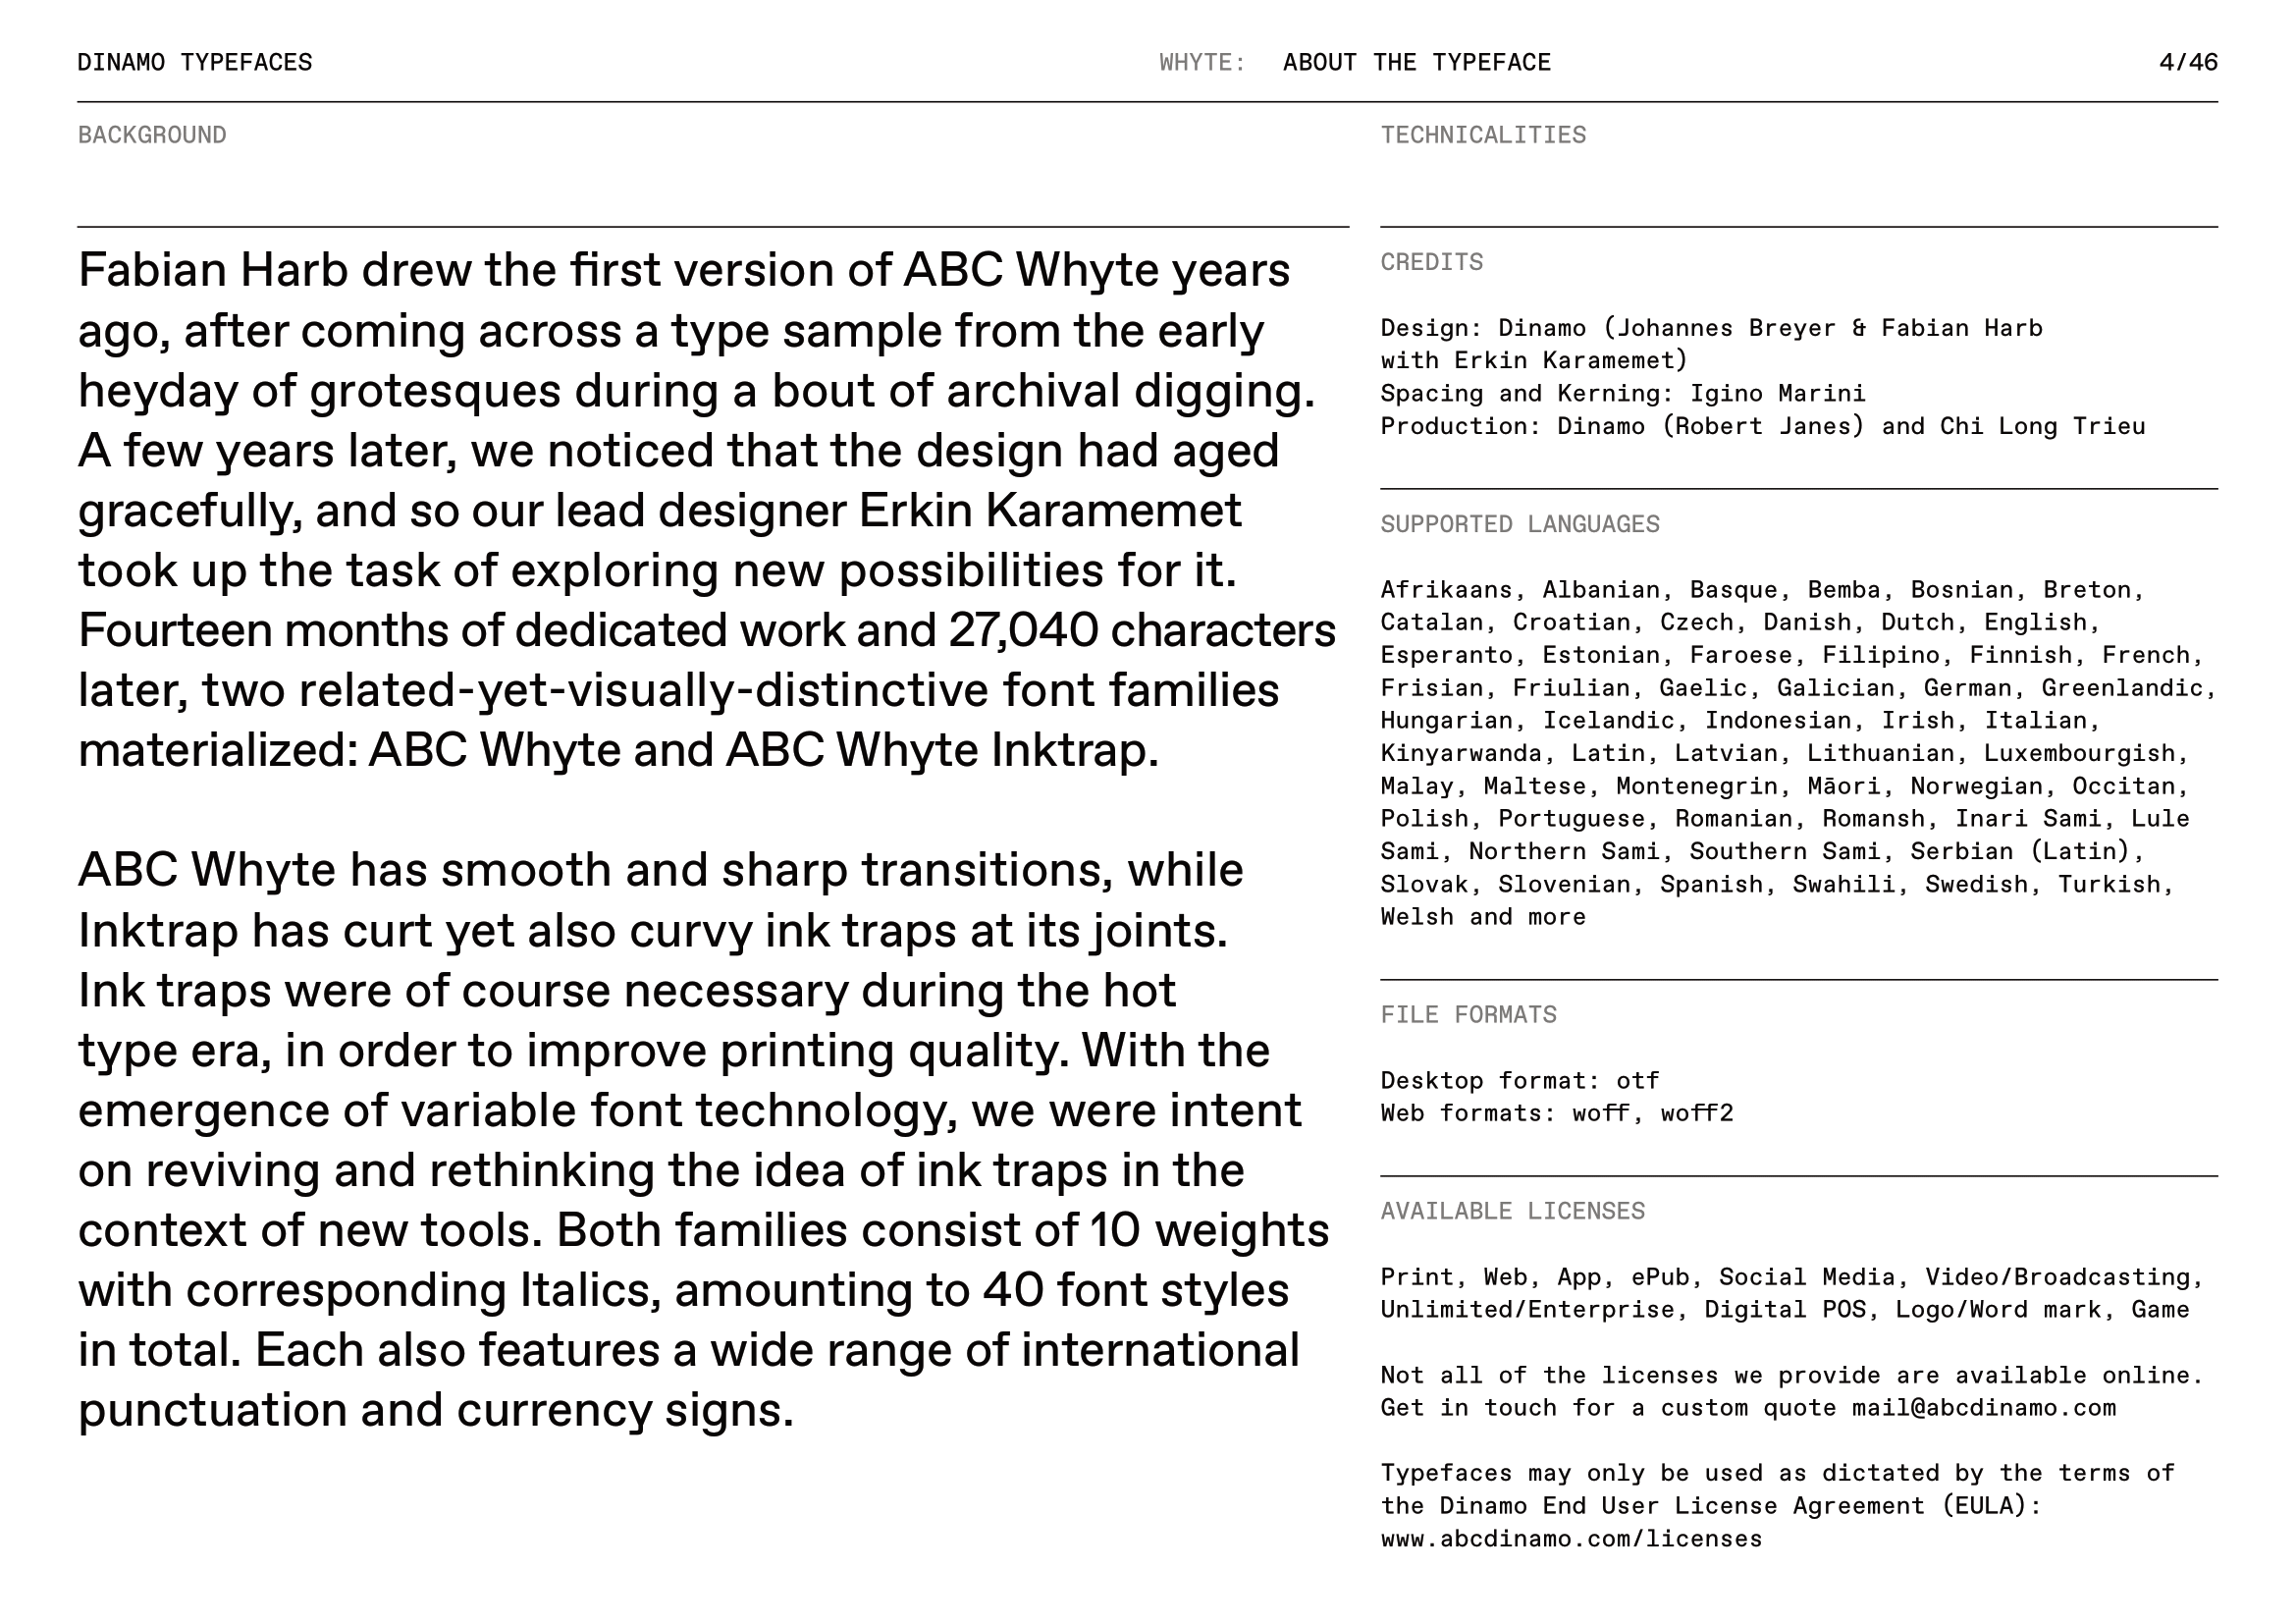 DINAMO TYPEFACES
WHYTE: ABOUT THE TYPEFACE
4/46
BACKGROUND
Fabian Harb drew the first version of ABC Whyte years
ago, after coming across a type sample from the early
heyday of grotesques during a bout of archival digging.
A few years later, we noticed that the design had aged
gracefully, and so our lead designer Erkin Karamemet
took up the task of exploring new possibilities for it.
Fourteen months of dedicated work and 27,040 characters
later, two related-yet-visually-distinctive font families
materialized: ABC Whyte and ABC Whyte Inktrap.
ABC Whyte has smooth and sharp transitions, while
Inktrap has curt yet also curvy ink traps at its joints.
Ink traps were of course necessary during the hot
type era, in order to improve printing quality. With the
emergence of variable font technology, we were intent
on reviving and rethinking the idea of ink traps in the
context of new tools. Both families consist of 10 weights
with corresponding Italics, amounting to 40 font styles
in total. Each also features a wide range of international
punctuation and currency signs.
TECHNICALITIES
CREDITS
Design: Dinamo (Johannes Breyer & Fabian Harb
with Erkin Karamemet)
Spacing and Kerning: Igino Marini
Production: Dinamo (Robert Janes) and Chi Long Trieu
SUPPORTED LANGUAGES
Afrikaans, Albanian, Basque, Bemba, Bosnian, Breton,
Catalan, Croatian, Czech, Danish, Dutch, English,
Esperanto, Estonian, Faroese, Filipino, Finnish, French,
Frisian, Friulian, Gaelic, Galician, German, Greenlandic,
Hungarian, Icelandic, Indonesian, Irish, Italian,
Kinyarwanda, Latin, Latvian, Lithuanian, Luxembourgish,
Malay, Maltese, Montenegrin, Māori, Norwegian, Occitan,
Polish, Portuguese, Romanian, Romansh, Inari Sami, Lule
Sami, Northern Sami, Southern Sami, Serbian (Latin),
Slovak, Slovenian, Spanish, Swahili, Swedish, Turkish,
Welsh and more
FILE FORMATS
Desktop format: otf
Web formats: woff, woff2
AVAILABLE LICENSES
Print, Web, App, ePub, Social Media, Video/Broadcasting,
Unlimited/Enterprise, Digital POS, Logo/Word mark, Game
Not all of the licenses we provide are available online.
Get in touch for a custom quote mail@abcdinamo.com
Typefaces may only be used as dictated by the terms of
the Dinamo End User License Agreement (EULA):
www.abcdinamo.com/licenses